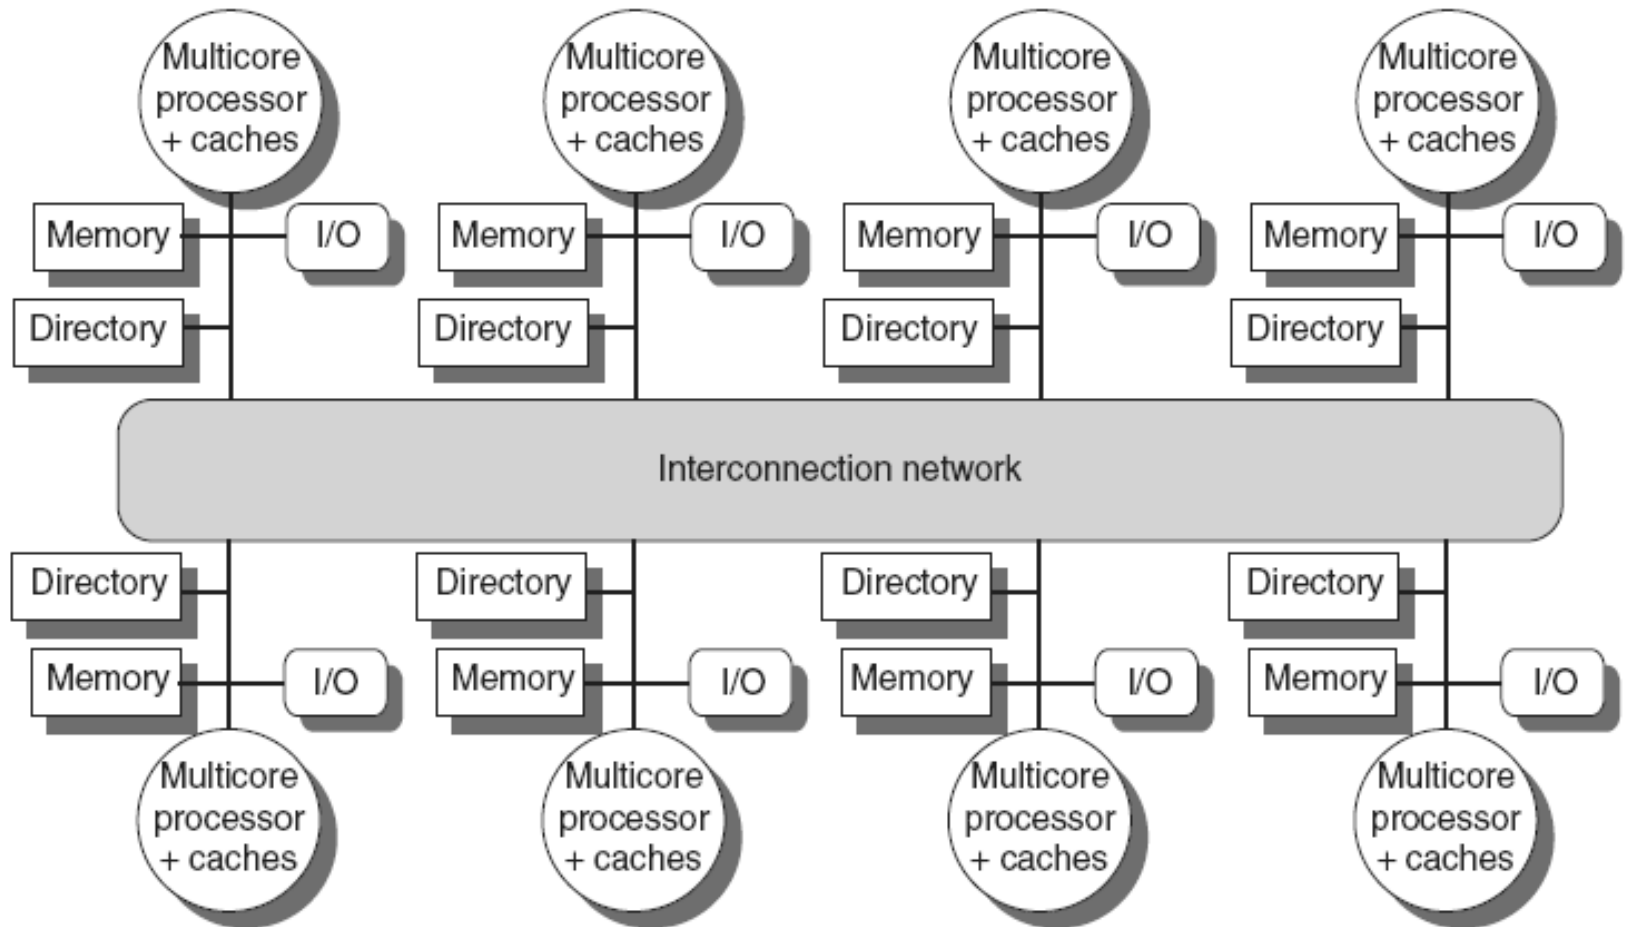 Multicore
processor
+ caches
Multicore
processor
+ caches
Multicore
processor
+ caches
Multicore
processor
+ caches
Memory
I/O
Memory
I/O
Memory
I/O
Memory
I/O
Directory
Directory
Directory
Directory
Interconnection network
Directory
Directory
Directory
Directory
Memory
I/O
Memory
I/O
Memory
I/O
Memory
I/O
Multicore
processor
+ caches
Multicore
processor
+ caches
Multicore
processor
+ caches
Multicore
processor
+ caches